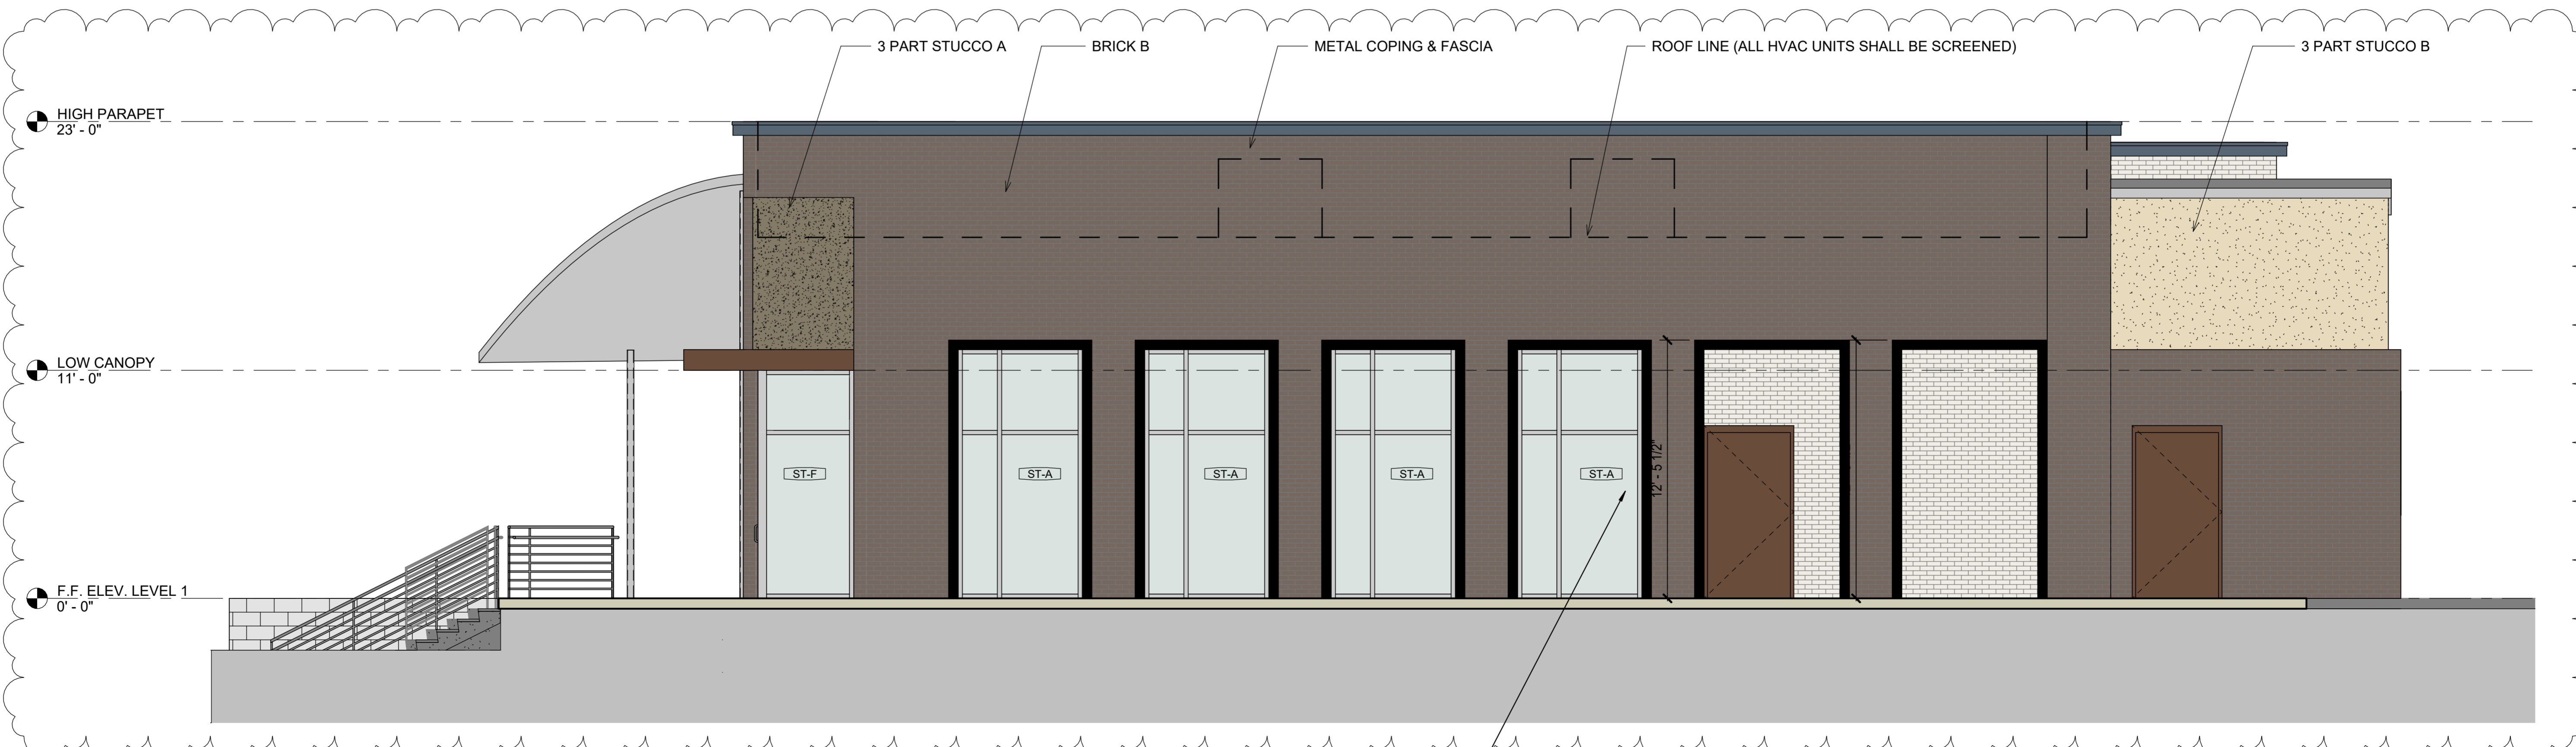 3 PART STUCCO A
BRICK B
METAL COPING & FASCIA
ROOF LINE (ALL HVAC UNITS SHALL BE SCREENED)
3 PART STUCCO B
HIGH PARAPET
23' - 0"
LOW CANOPY
11' - 0"
ST-F
ST-A
ST-A
ST-A
ST-A
12' - 5 1/2"
F.F. ELEV. LEVEL 1
0' - 0"